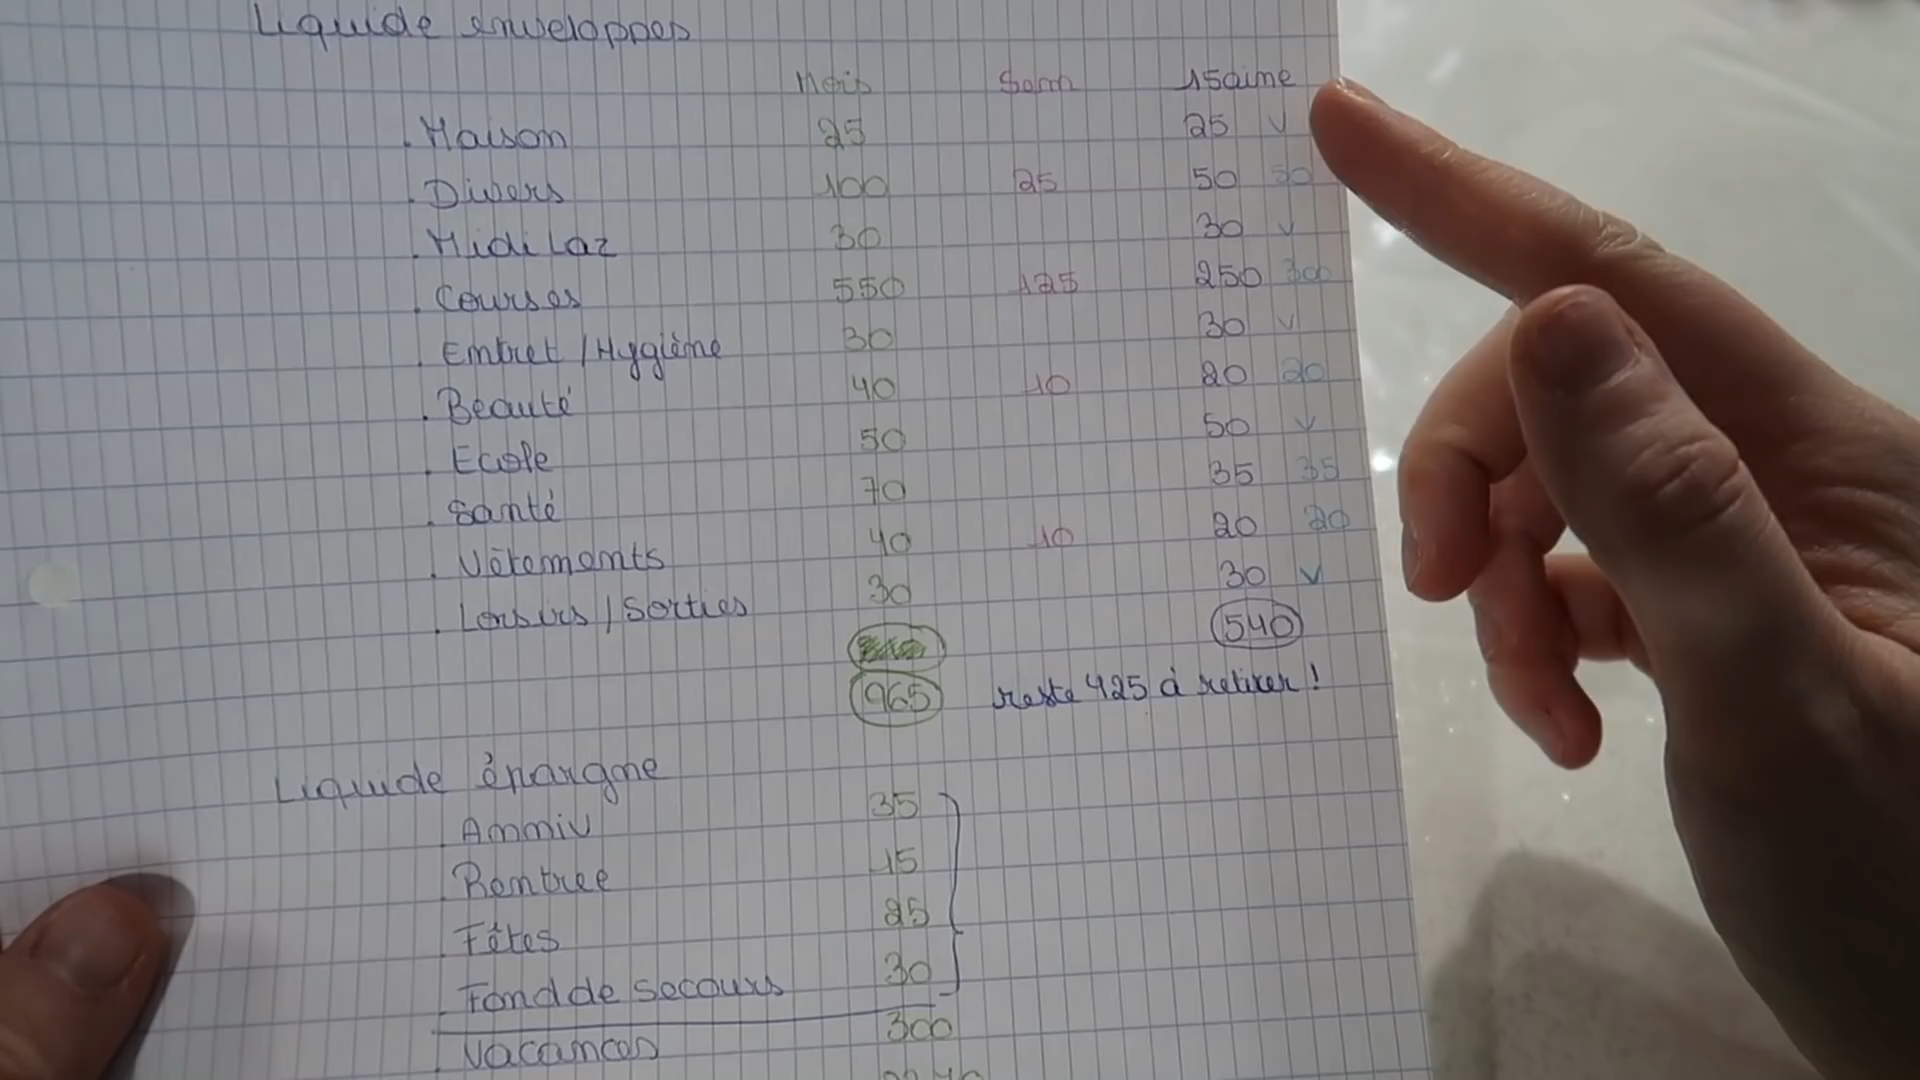 Liquide enveloppes
Mois Sem 15aine
. Maison 25 25 v
. Divers 100 25 50 50
. Midi Laz 30 30 v
. Courses 550 125 250 300
. Entret / Hygiène 30 30 v
. Beauté 40 10 20 20
. Ecole 50 50 v
. Santé 70 35 35
. Vêtements 40 10 20 20
. Loisirs / Sorties 30 30 v
540
965 reste 425 à retirer !
Liquide épargne
. Anniv 35
. Rentree 15
. Fêtes 25
. Fond de secours 30
. Vacances 300